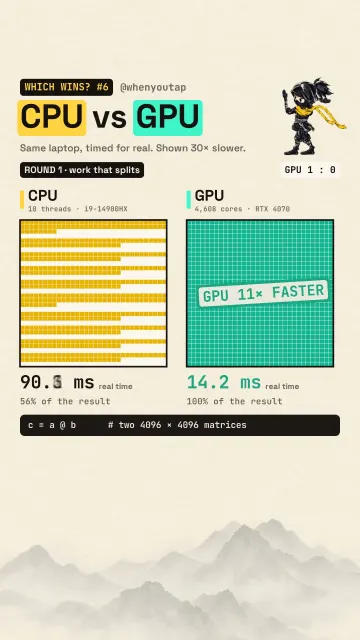 WHICH WINS? #6 @whenyoutap
CPU vs GPU
Same laptop, timed for real. Shown 30× slower.
ROUND 1 · work that splits
GPU 1 : 0
CPU
10 threads · i9-14900HX
GPU
4,608 cores · RTX 4070
GPU 11× FASTER
90. ms real time
56% of the result
14.2 ms real time
100% of the result
c = a @ b # two 4096 × 4096 matrices